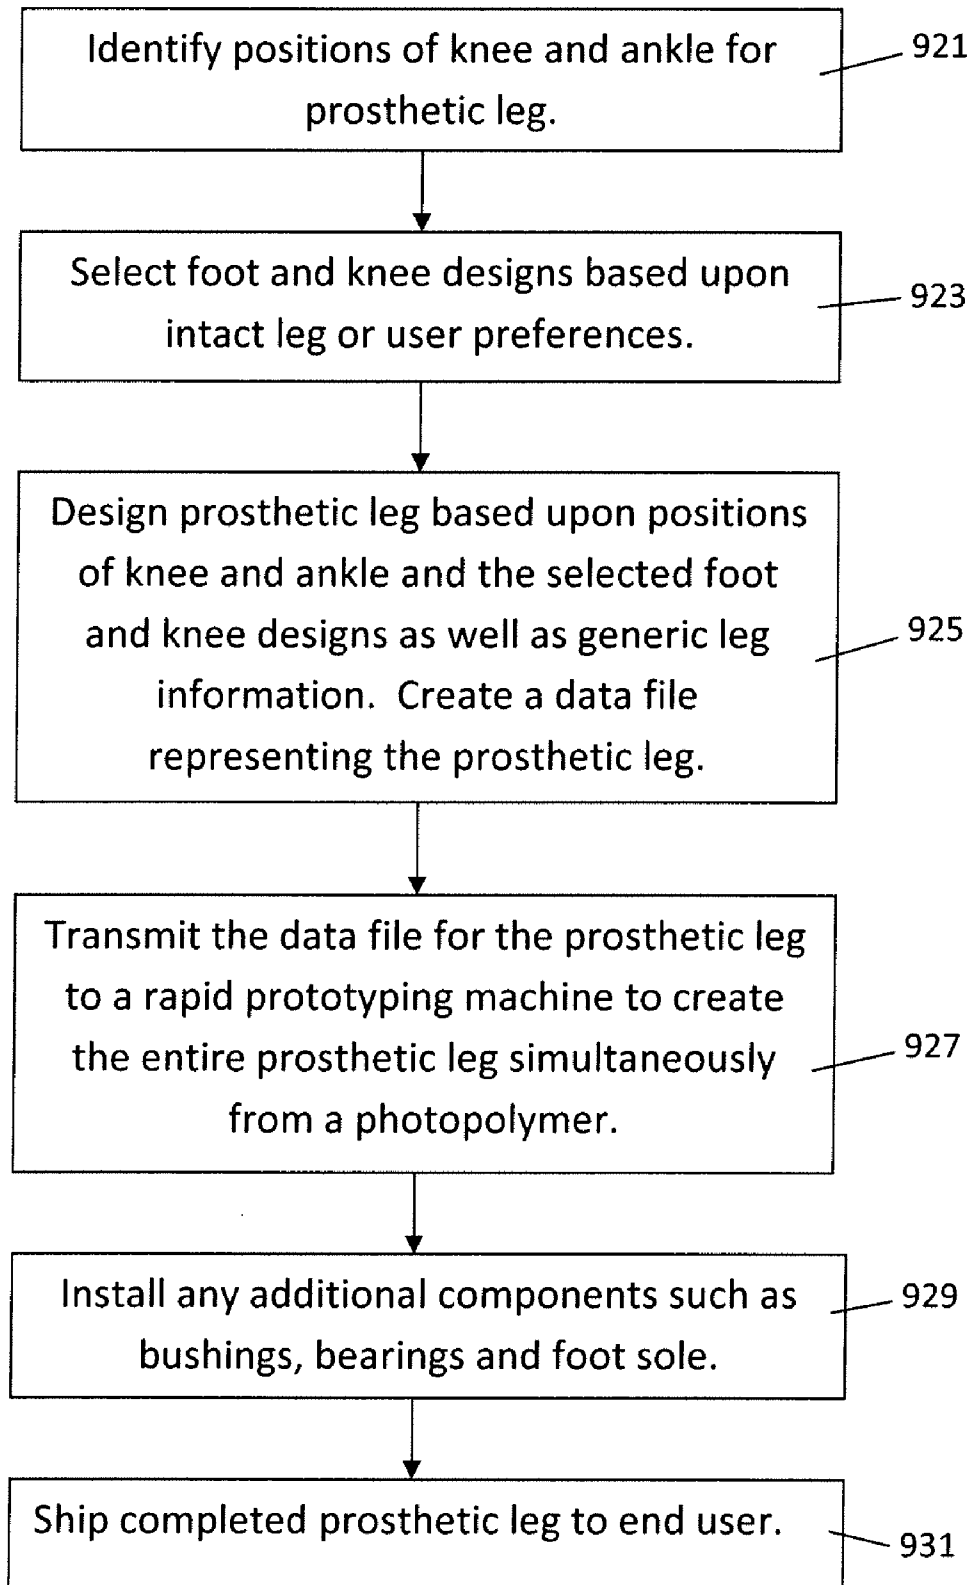 Identify positions of knee and ankle for
prosthetic leg.
921
Select foot and knee designs based upon
intact leg or user preferences.
923
Design prosthetic leg based upon positions
of knee and ankle and the selected foot
and knee designs as well as generic leg
information.  Create a data file
representing the prosthetic leg.
925
Transmit the data file for the prosthetic leg
to a rapid prototyping machine to create
the entire prosthetic leg simultaneously
from a photopolymer.
927
Install any additional components such as
bushings, bearings and foot sole.
929
Ship completed prosthetic leg to end user.
931